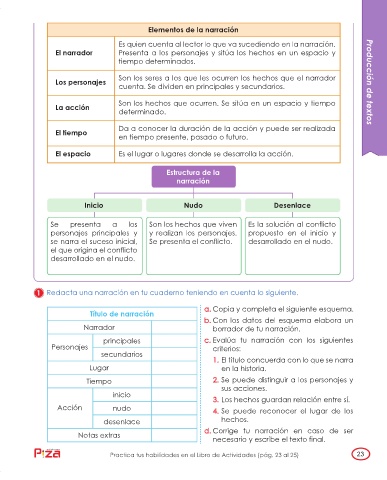 Elementos de la narración
El narrador
Es quien cuenta al lector lo que va sucediendo en la narración.
Presenta a los personajes y sitúa los hechos en un espacio y
tiempo determinados.
Los personajes
Son los seres a los que les ocurren los hechos que el narrador
cuenta. Se dividen en principales y secundarios.
La acción
Son los hechos que ocurren. Se sitúa en un espacio y tiempo
determinado.
El tiempo
Da a conocer la duración de la acción y puede ser realizada
en tiempo presente, pasado o futuro.
El espacio
Es el lugar o lugares donde se desarrolla la acción.
Producción de textos
Estructura de la
narración
Inicio
Nudo
Desenlace
Se presenta a los
personajes principales y
se narra el suceso inicial,
el que origina el conflicto
desarrollado en el nudo.
Son los hechos que viven
y realizan los personajes.
Se presenta el conflicto.
Es la solución al conflicto
propuesto en el inicio y
desarrollado en el nudo.
1 Redacta una narración en tu cuaderno teniendo en cuenta lo siguiente.
Título de narración
Narrador
Personajes
principales
secundarios
Lugar
Tiempo
Acción
inicio
nudo
desenlace
Notas extras
a. Copia y completa el siguiente esquema.
b. Con los datos del esquema elabora un
borrador de tu narración.
c. Evalúa tu narración con los siguientes
criterios:
1. El título concuerda con lo que se narra
en la historia.
2. Se puede distinguir a los personajes y
sus acciones.
3. Los hechos guardan relación entre sí.
4. Se puede reconocer el lugar de los
hechos.
d. Corrige tu narración en caso de ser
necesario y escribe el texto final.
Practica tus habilidades en el Libro de Actividades (pág. 23 al 25)
23